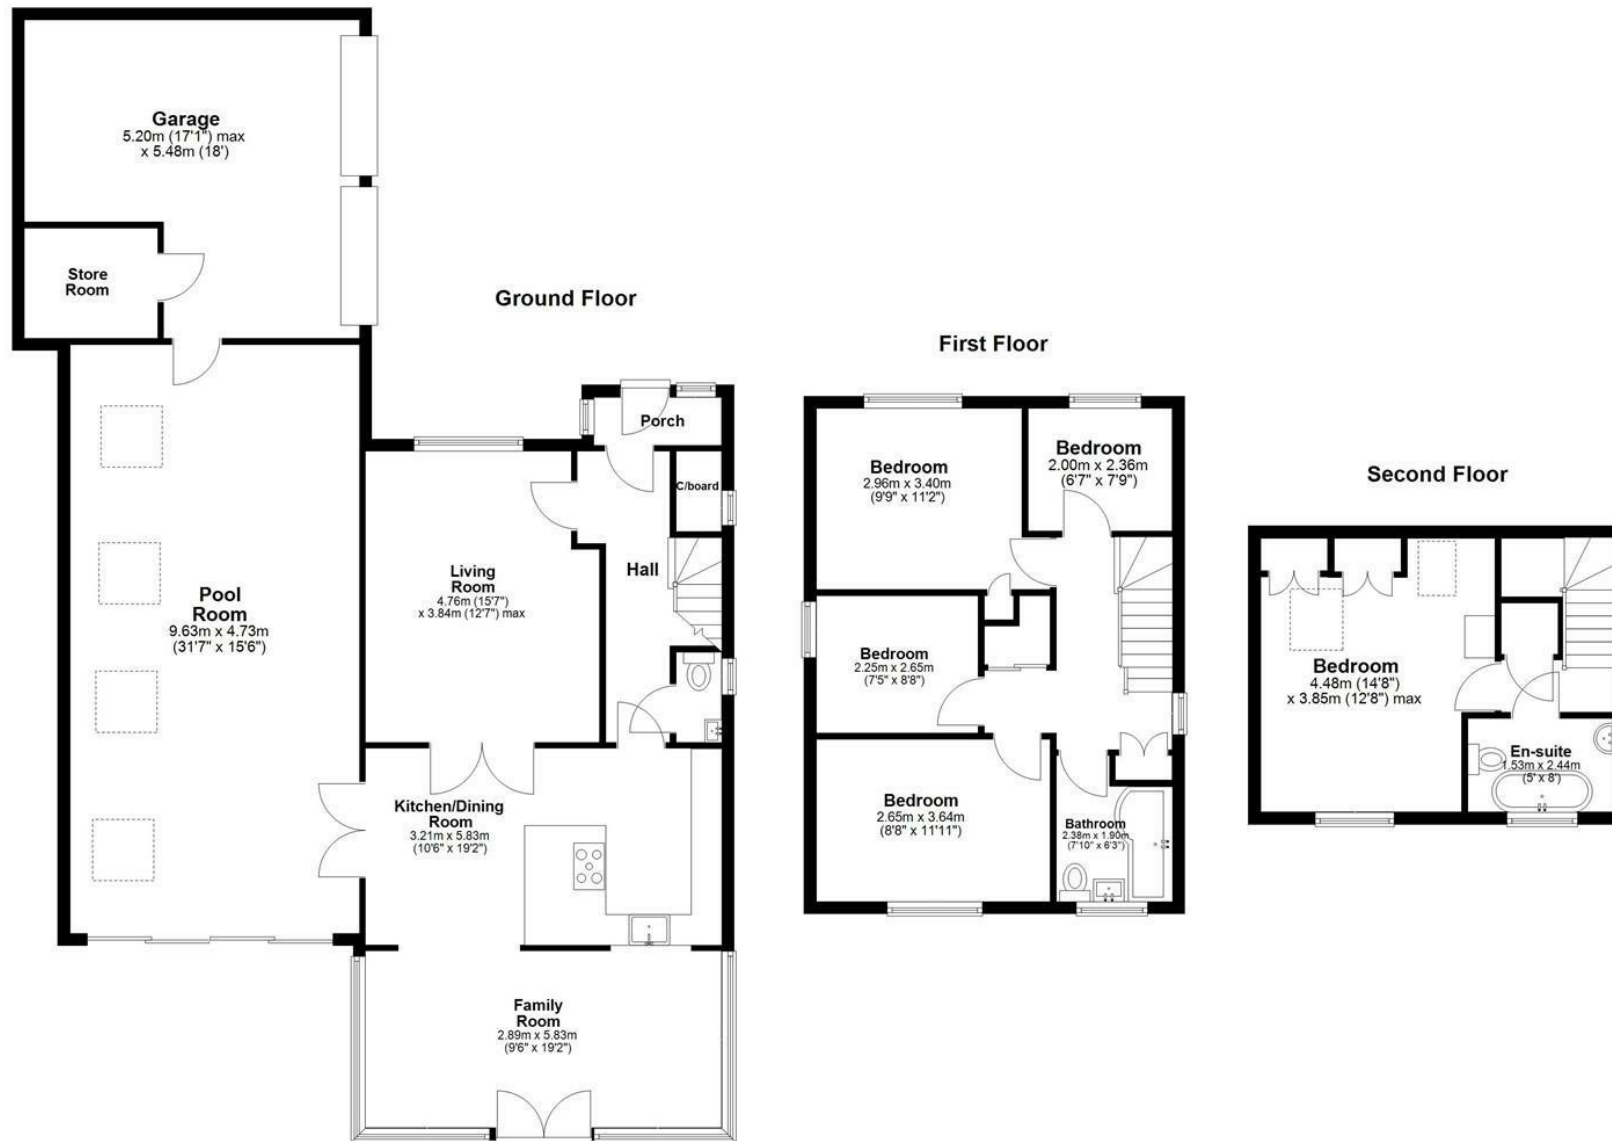 Garage
5.20m (17'1") max
x 5.48m (18')
Store
Room
Ground Floor
Porch
C/board
Hall
Living
Room
4.76m (15'7")
x 3.84m (12'7") max
Pool
Room
9.63m x 4.73m
(31'7" x 15'6")
Kitchen/Dining
Room
3.21m x 5.83m
(10'6" x 19'2")
Family
Room
2.89m x 5.83m
(9'6" x 19'2")
First Floor
Bedroom
2.96m x 3.40m
(9'9" x 11'2")
Bedroom
2.00m x 2.36m
(6'7" x 7'9")
Bedroom
2.25m x 2.65m
(7'5" x 8'8")
Bedroom
2.65m x 3.64m
(8'8" x 11'11")
Bathroom
2.38m x 1.90m
(7'10" x 6'3")
Second Floor
Bedroom
4.48m (14'8")
x 3.85m (12'8") max
En-suite
1.53m x 2.44m
(5' x 8')